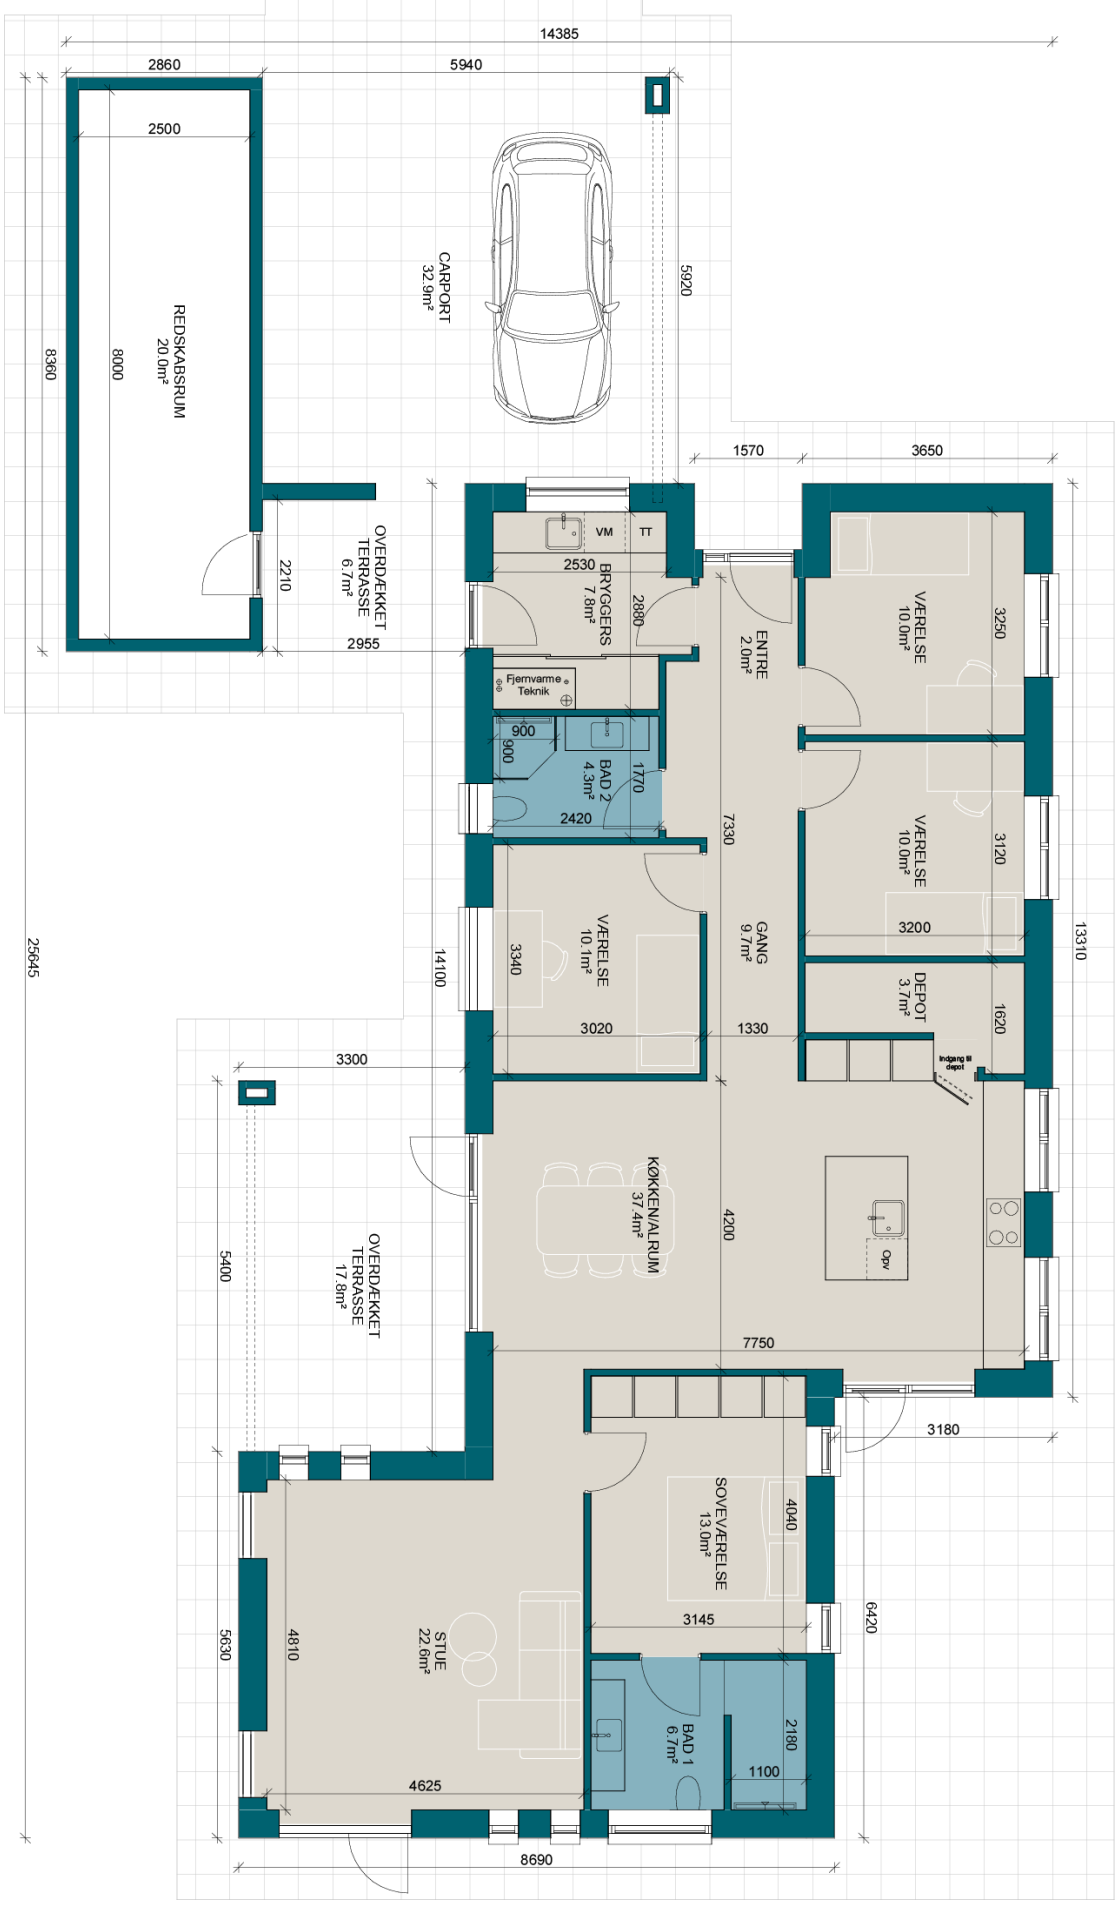 14385
2860
5940
2500
5920
CARPORT
32.9m²
REDSKABSRUM
20.0m²
8000
8360
1570
3650
VM
TT
2530
BRYGGERS
7.8m²
2880
2210
OVERDÆKKET
TERRASSE
6.7m²
2955
ENTRE
2.0m²
VÆRELSE
10.0m²
3250
Fjernvarme
Teknik
900
900
BAD 2
4.3m²
1770
2420
7330
VÆRELSE
10.0m²
3120
3200
13310
25645
14100
VÆRELSE
10.1m²
3340
3020
GANG
9.7m²
1330
DEPOT
3.7m²
1620
Indgang til
depot
3300
KØKKEN/ALRUM
37.4m²
4200
Opv
5400
OVERDÆKKET
TERRASSE
17.8m²
7750
3180
SOVEVÆRELSE
13.0m²
4040
3145
6420
5630
4810
STUE
22.6m²
BAD 1
6.7m²
2180
1100
4625
8690